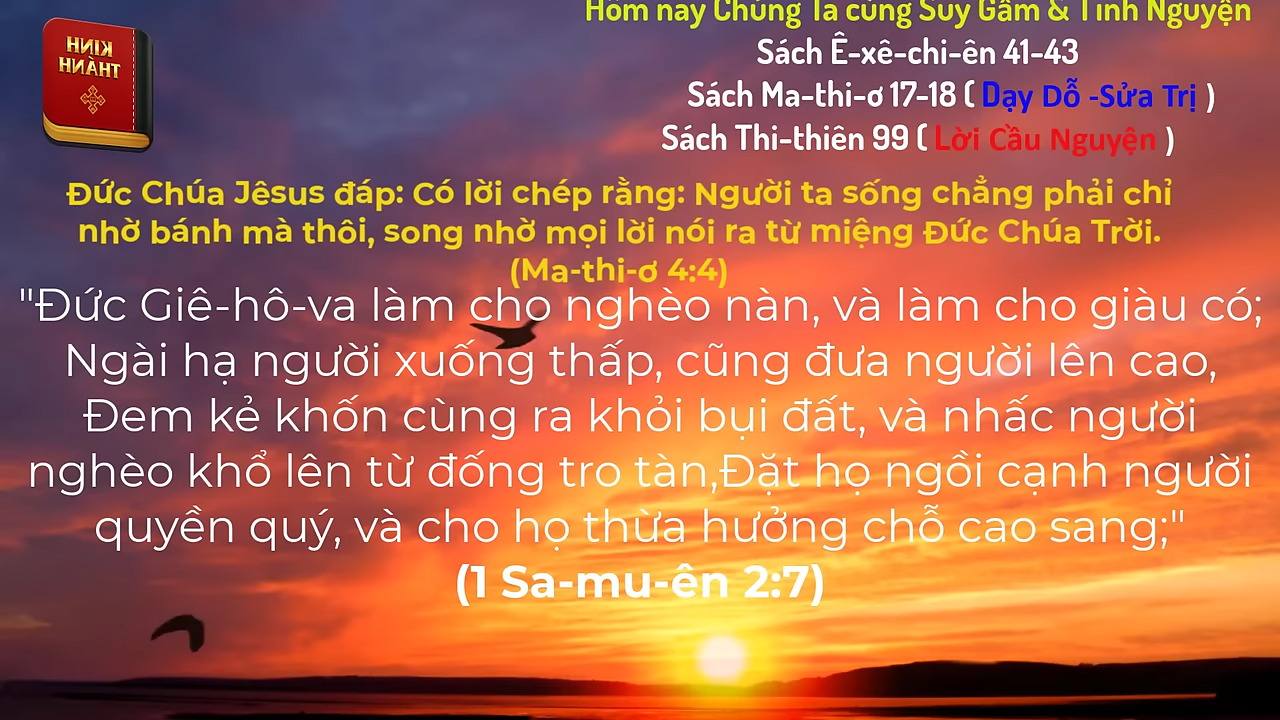 KINH
THÁNH
Hôm nay Chúng Ta cùng Suy Gẫm & Tĩnh Nguyện
Sách Ê-xê-chi-ên 41-43
Sách Ma-thi-ơ 17-18 ( Dạy Dỗ -Sửa Trị )
Sách Thi-thiên 99 ( Lời Cầu Nguyện )
Đức Chúa Jêsus đáp: Có lời chép rằng: Người ta sống chẳng phải chỉ
nhờ bánh mà thôi, song nhờ mọi lời nói ra từ miệng Đức Chúa Trời.
(Ma-thi-ơ 4:4)
"Đức Giê-hô-va làm cho nghèo nàn, và làm cho giàu có;
Ngài hạ người xuống thấp, cũng đưa người lên cao,
Đem kẻ khốn cùng ra khỏi bụi đất, và nhấc người
nghèo khổ lên từ đống tro tàn,Đặt họ ngồi cạnh người
quyền quý, và cho họ thừa hưởng chỗ cao sang;"
(1 Sa-mu-ên 2:7)